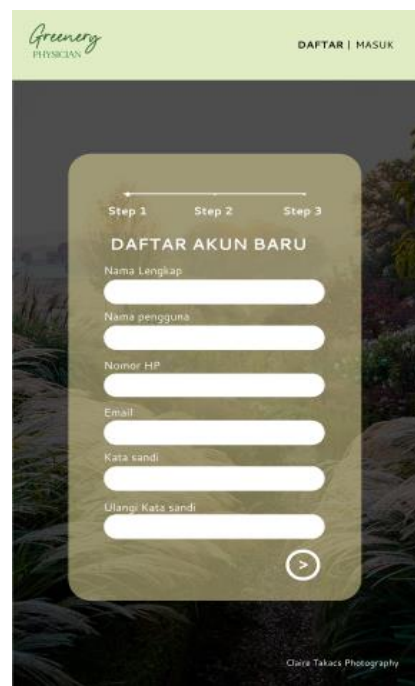 Greenery
PHYSICIAN
DAFTAR | MASUK
Step 1 Step 2 Step 3
DAFTAR AKUN BARU
Nama Lengkap
Nama pengguna
Nomor HP
Email
Kata sandi
Ulangi Kata sandi
>
Claire Takacs Photography